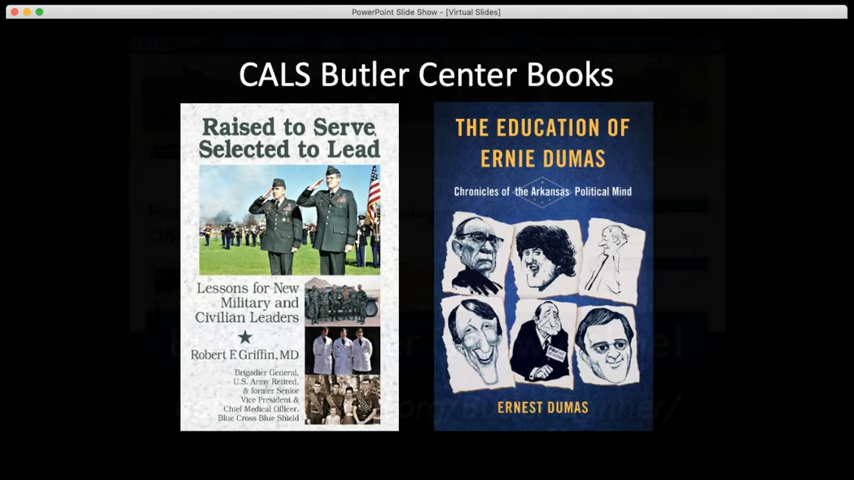 PowerPoint Slide Show - [Virtual Slides]
CALS Butler Center Books
Raised to Serve,
Selected to Lead
Lessons for New
Military and
Civilian Leaders
Robert F. Griffin, MD
Brigadier General,
U.S. Army Retired,
& former Senior
Vice President &
Chief Medical Officer,
Blue Cross Blue Shield
THE EDUCATION OF
ERNIE DUMAS
Chronicles of the Arkansas Political Mind
ERNEST DUMAS